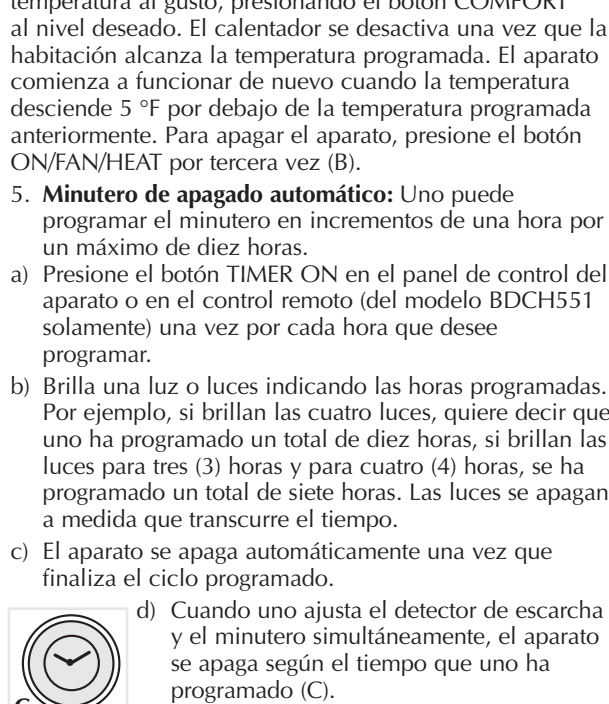 temperatura al gusto, presionando el botón COMFORT
al nivel deseado. El calentador se desactiva una vez que la
habitación alcanza la temperatura programada. El aparato
comienza a funcionar de nuevo cuando la temperatura
desciende 5 °F por debajo de la temperatura programada
anteriormente. Para apagar el aparato, presione el botón
ON/FAN/HEAT por tercera vez (B).
5. Minutero de apagado automático: Uno puede
programar el minutero en incrementos de una hora por
un máximo de diez horas.
a) Presione el botón TIMER ON en el panel de control del
aparato o en el control remoto (del modelo BDCH551
solamente) una vez por cada hora que desee
programar.
b) Brilla una luz o luces indicando las horas programadas.
Por ejemplo, si brillan las cuatro luces, quiere decir que
uno ha programado un total de diez horas, si brillan las
luces para tres (3) horas y para cuatro (4) horas, se ha
programado un total de siete horas. Las luces se apagan
a medida que transcurre el tiempo.
c) El aparato se apaga automáticamente una vez que
finaliza el ciclo programado.
d) Cuando uno ajusta el detector de escarcha
y el minutero simultáneamente, el aparato
se apaga según el tiempo que uno ha
programado (C).